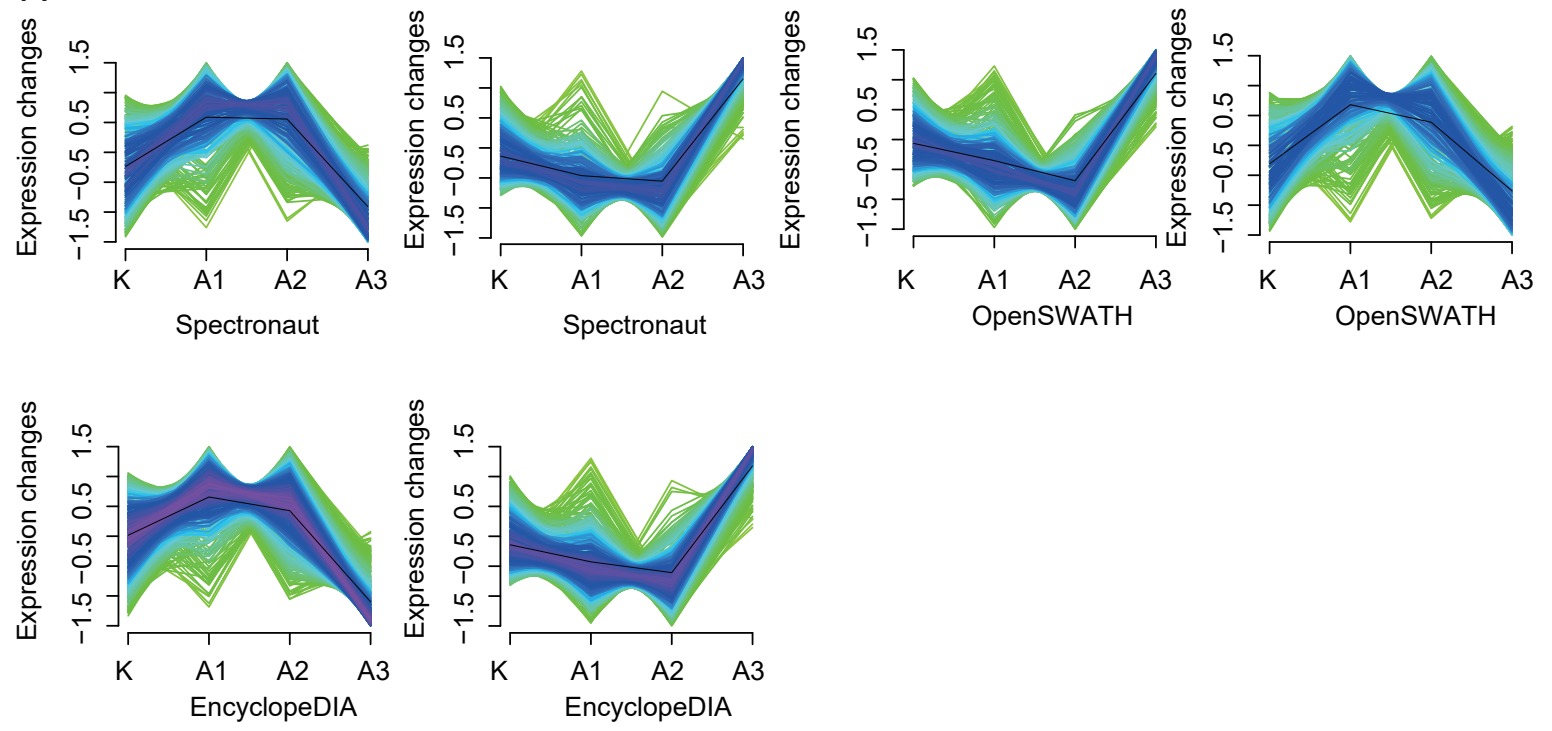 Expression changes
1.5
0.5
−0.5
−1.5
K A1 A2 A3
Spectronaut
Expression changes
1.5
0.5
−0.5
−1.5
K A1 A2 A3
Spectronaut
Expression changes
1.5
0.5
−0.5
−1.5
K A1 A2 A3
OpenSWATH
Expression changes
1.5
0.5
−0.5
−1.5
K A1 A2 A3
OpenSWATH
Expression changes
1.5
0.5
−0.5
−1.5
K A1 A2 A3
EncyclopeDIA
Expression changes
1.5
0.5
−0.5
−1.5
K A1 A2 A3
EncyclopeDIA